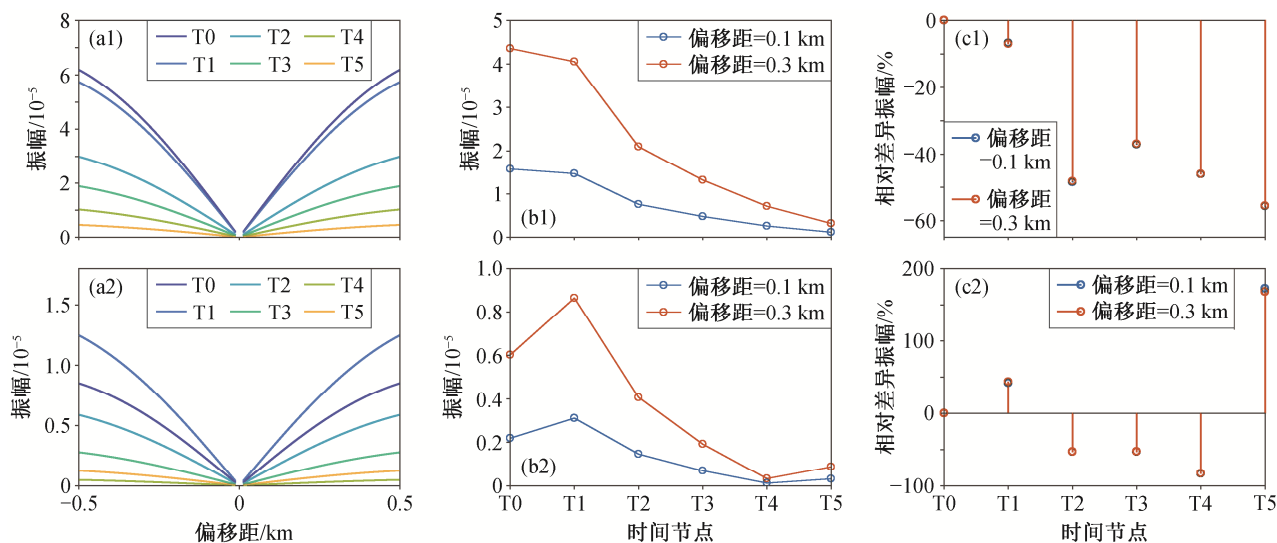 (a1)
T0 T2 T4
T1 T3 T5
振幅/10⁻⁵
8
6
4
2
0
(b1)
偏移距=0.1 km
偏移距=0.3 km
振幅/10⁻⁵
5
4
3
2
1
0
(c1)
偏移距
=0.1 km
偏移距
=0.3 km
相对差异振幅/%
0
−20
−40
−60
(a2)
T0 T2 T4
T1 T3 T5
振幅/10⁻⁵
1.5
1.0
0.5
0
−0.5 0 0.5
偏移距/km
(b2)
偏移距=0.1 km
偏移距=0.3 km
振幅/10⁻⁵
1.0
0.8
0.6
0.4
0.2
0
T0 T1 T2 T3 T4 T5
时间节点
(c2)
偏移距=0.1 km
偏移距=0.3 km
相对差异振幅/%
200
150
100
50
0
−50
−100
T0 T1 T2 T3 T4 T5
时间节点